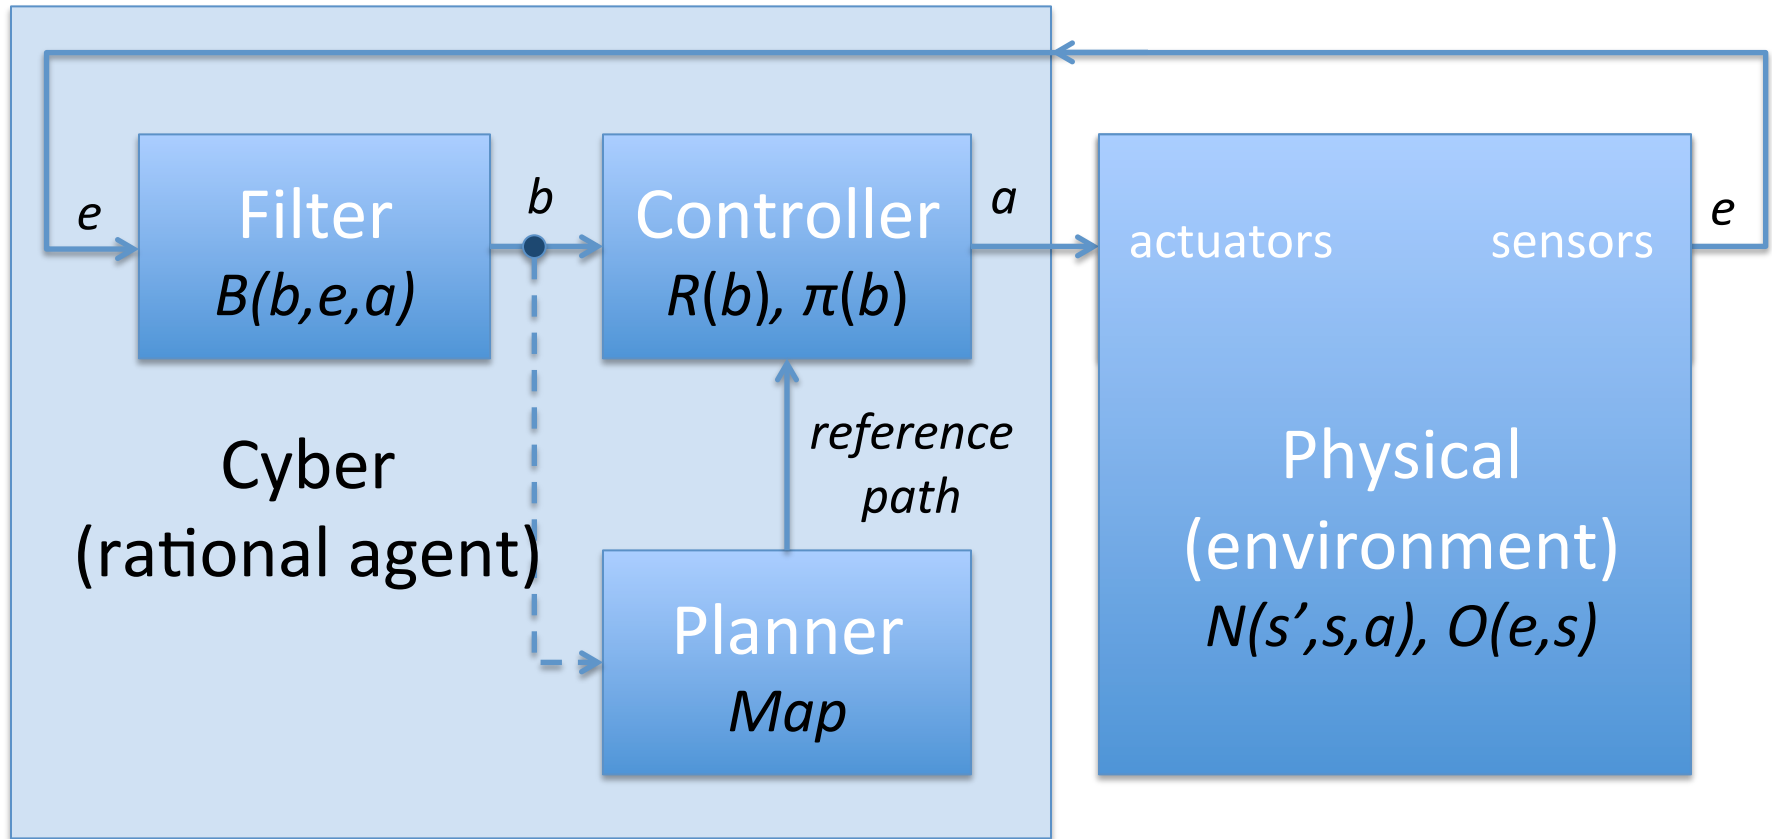 e
Filter
B(b,e,a)
b
Controller
R(b), π(b)
a
actuators
sensors
e
Cyber
(rational agent)
reference
path
Planner
Map
Physical
(environment)
N(s’,s,a), O(e,s)